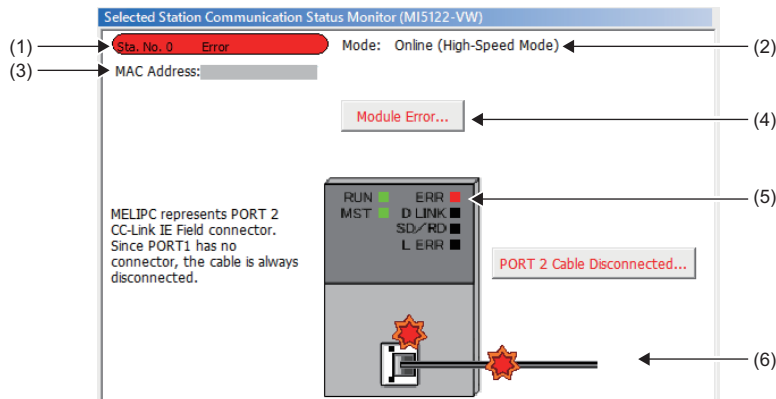 Selected Station Communication Status Monitor (MI5122-VW)
(1) Sta. No. 0 Error Mode: Online (High-Speed Mode) (2)
(3) MAC Address:
Module Error... (4)
RUN ERR (5)
MST D LINK
SD/RD
L ERR
MELIPC represents PORT 2
CC-Link IE Field connector.
Since PORT1 has no
connector, the cable is always
disconnected.
PORT 2 Cable Disconnected...
(6)